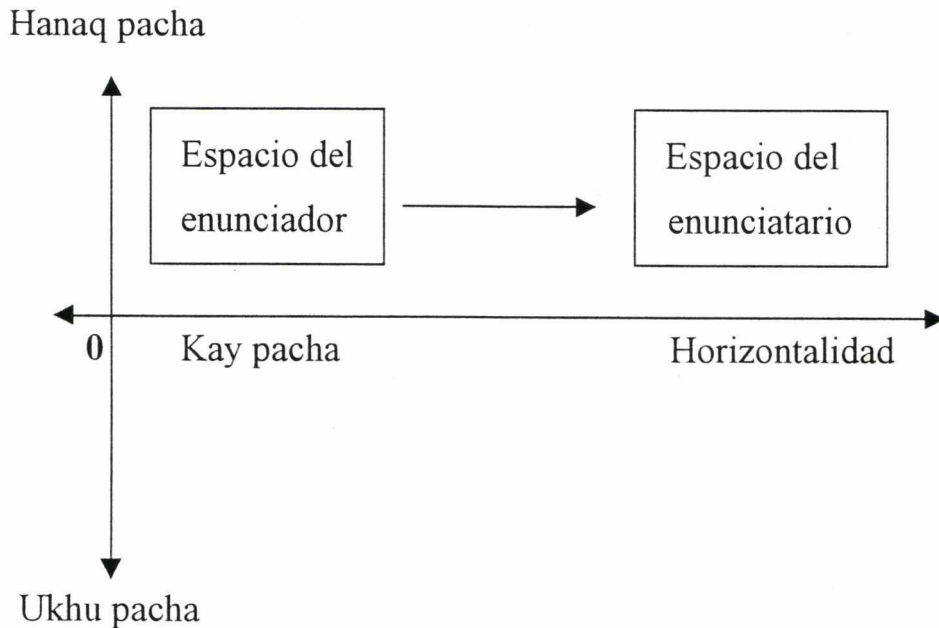 Hanaq pacha
Espacio del
enunciador
Espacio del
enunciatario
0
Kay pacha
Horizontalidad
Ukhu pacha